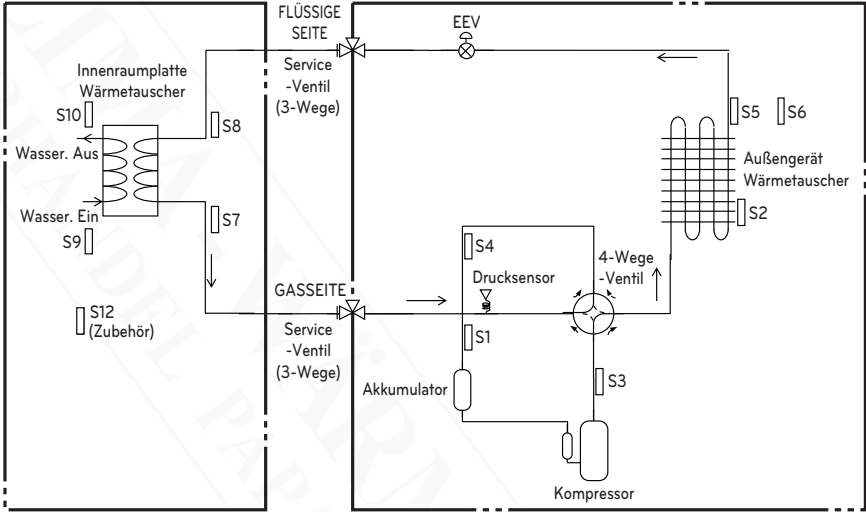 FLÜSSIGE
SEITE
EEV
Service
-Ventil
(3-Wege)
Innenraumplatte
Wärmetauscher
S10
S8
Wasser. Aus
Wasser. Ein
S7
S9
S12
(Zubehör)
GASSEITE
Service
-Ventil
(3-Wege)
S5
S6
Außengerät
Wärmetauscher
S2
S4
Drucksensor
4-Wege
-Ventil
S1
S3
Akkumulator
Kompressor